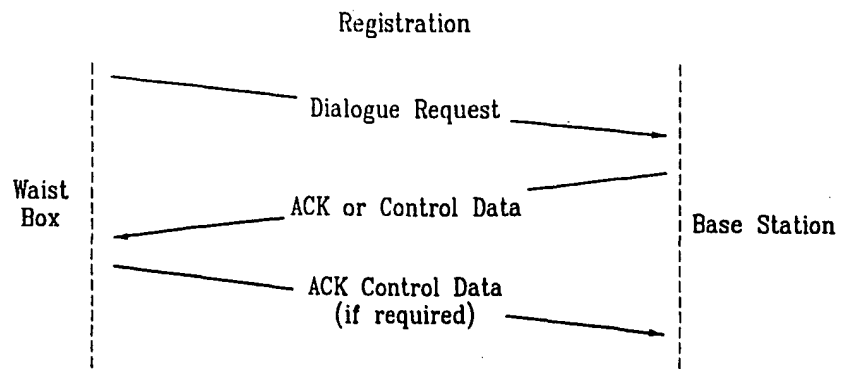 Registration
Dialogue Request
Waist
Box
ACK or Control Data
Base Station
ACK Control Data
(if required)